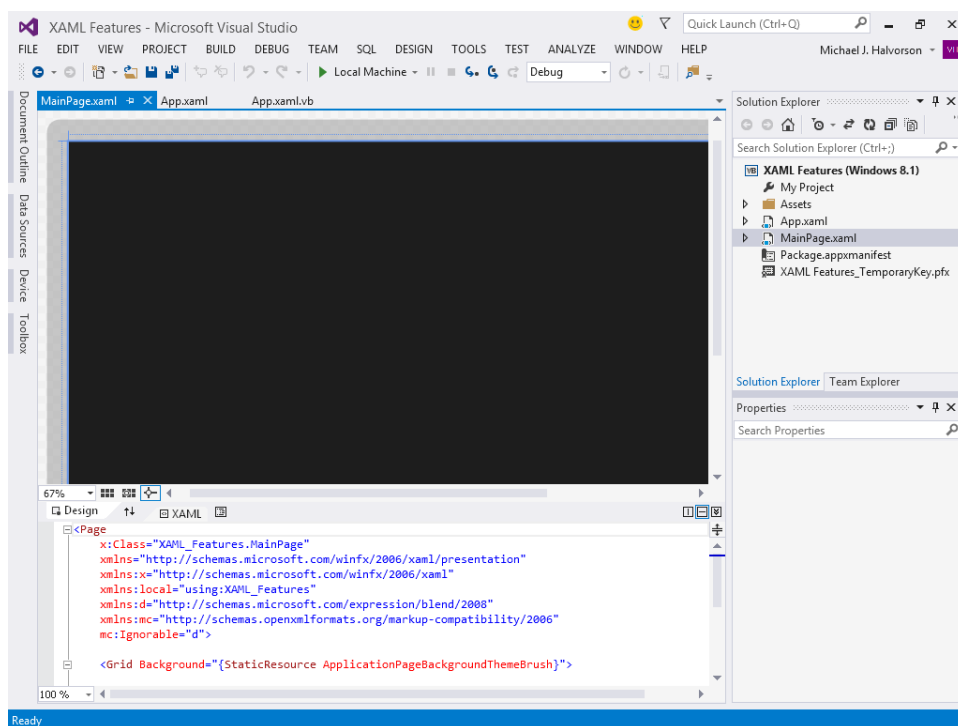 XAML Features - Microsoft Visual Studio
Quick Launch (Ctrl+Q)
FILE EDIT VIEW PROJECT BUILD DEBUG TEAM SQL DESIGN TOOLS TEST ANALYZE WINDOW HELP
Michael J. Halvorson
Local Machine
Debug
Document Outline
Data Sources
Device
Toolbox
MainPage.xaml App.xaml App.xaml.vb
67%
Design XAML
<Page
x:Class="XAML_Features.MainPage"
xmlns="http://schemas.microsoft.com/winfx/2006/xaml/presentation"
xmlns:x="http://schemas.microsoft.com/winfx/2006/xaml"
xmlns:local="using:XAML_Features"
xmlns:d="http://schemas.microsoft.com/expression/blend/2008"
xmlns:mc="http://schemas.openxmlformats.org/markup-compatibility/2006"
mc:Ignorable="d">
<Grid Background="{StaticResource ApplicationPageBackgroundThemeBrush}">
100 %
Solution Explorer
Search Solution Explorer (Ctrl+;)
VB XAML Features (Windows 8.1)
My Project
Assets
App.xaml
MainPage.xaml
Package.appxmanifest
XAML Features_TemporaryKey.pfx
Solution Explorer Team Explorer
Properties
Search Properties
Ready